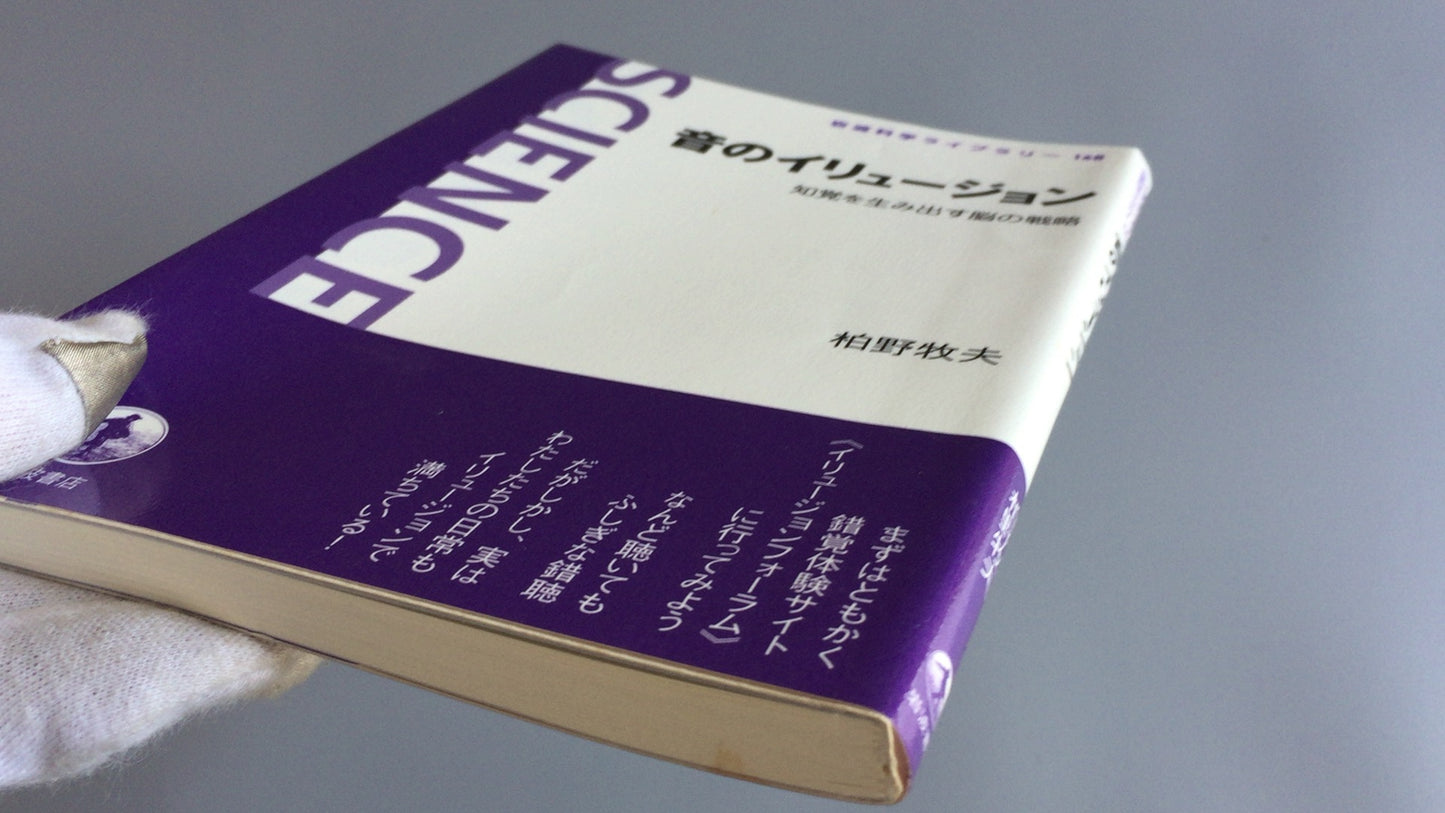 SCIENCE
岩波科学ライブラリー 168
音のイリュージョン
知覚を生み出す脳の戦略
柏野牧夫
まずはともかく
錯覚体験サイト
《イリュージョンフォーラム》
に行ってみよう
なんど聴いても
ふしぎな錯聴
だがしかし、実は
わたしたちの日常も
イリュージョンで
満ちている!
書店